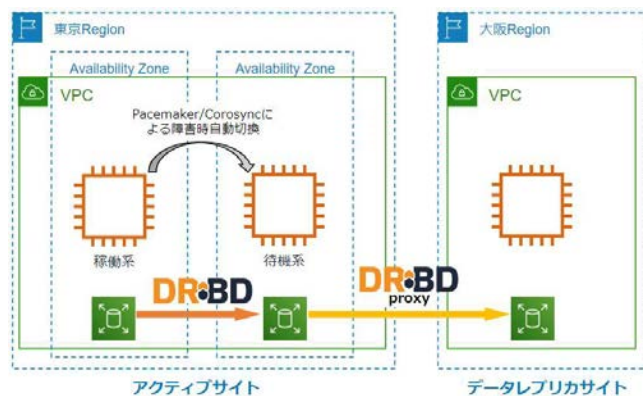 東京Region
大阪Region
Availability Zone
Availability Zone
VPC
VPC
Pacemaker/Corosyncに
よる障害時自動切換
稼働系
待機系
DRBD
DRBD
proxy
アクティブサイト
データレプリカサイト